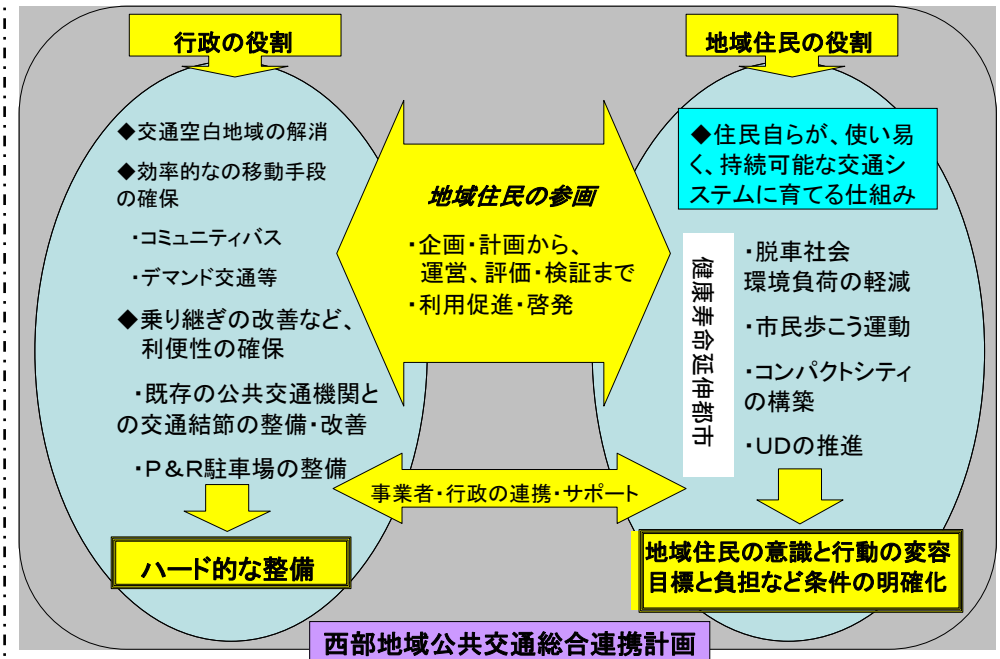 行政の役割
◆交通空白地域の解消
◆効率的なの移動手段
の確保
・コミュニティバス
・デマンド交通等
◆乗り継ぎの改善など、
利便性の確保
・既存の公共交通機関と
の交通結節の整備・改善
・P&R駐車場の整備
ハード的な整備
地域住民の参画
・企画・計画から、
運営、評価・検証まで
・利用促進・啓発
事業者・行政の連携・サポート
地域住民の役割
◆住民自らが、使い易
く、持続可能な交通シ
ステムに育てる仕組み
健康寿命延伸都市
・脱車社会
環境負荷の軽減
・市民歩こう運動
・コンパクトシティ
の構築
・UDの推進
地域住民の意識と行動の変容
目標と負担など条件の明確化
西部地域公共交通総合連携計画